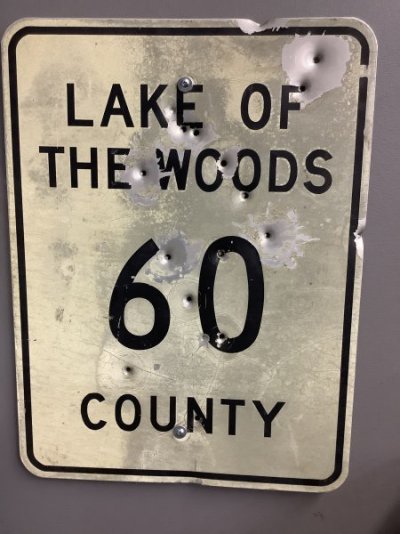 LAKE OF
THE WOODS
60
COUNTY